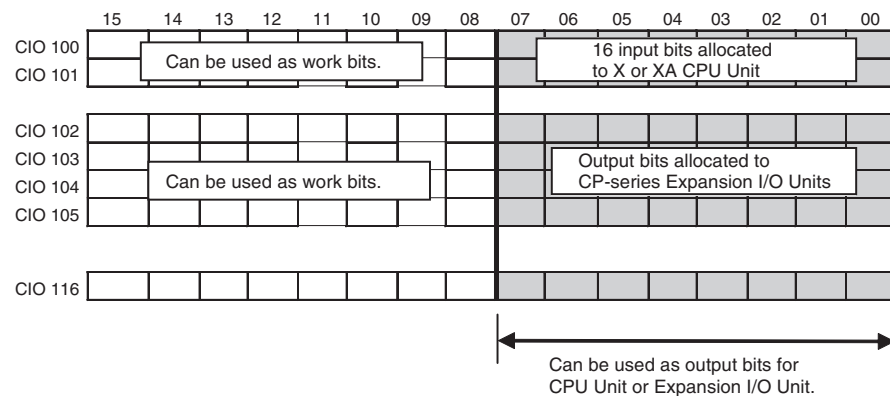 15 14 13 12 11 10 09 08 07 06 05 04 03 02 01 00
CIO 100
CIO 101
Can be used as work bits.
16 input bits allocated
to X or XA CPU Unit
CIO 102
CIO 103
CIO 104
CIO 105
Can be used as work bits.
Output bits allocated to
CP-series Expansion I/O Units
CIO 116
Can be used as output bits for
CPU Unit or Expansion I/O Unit.